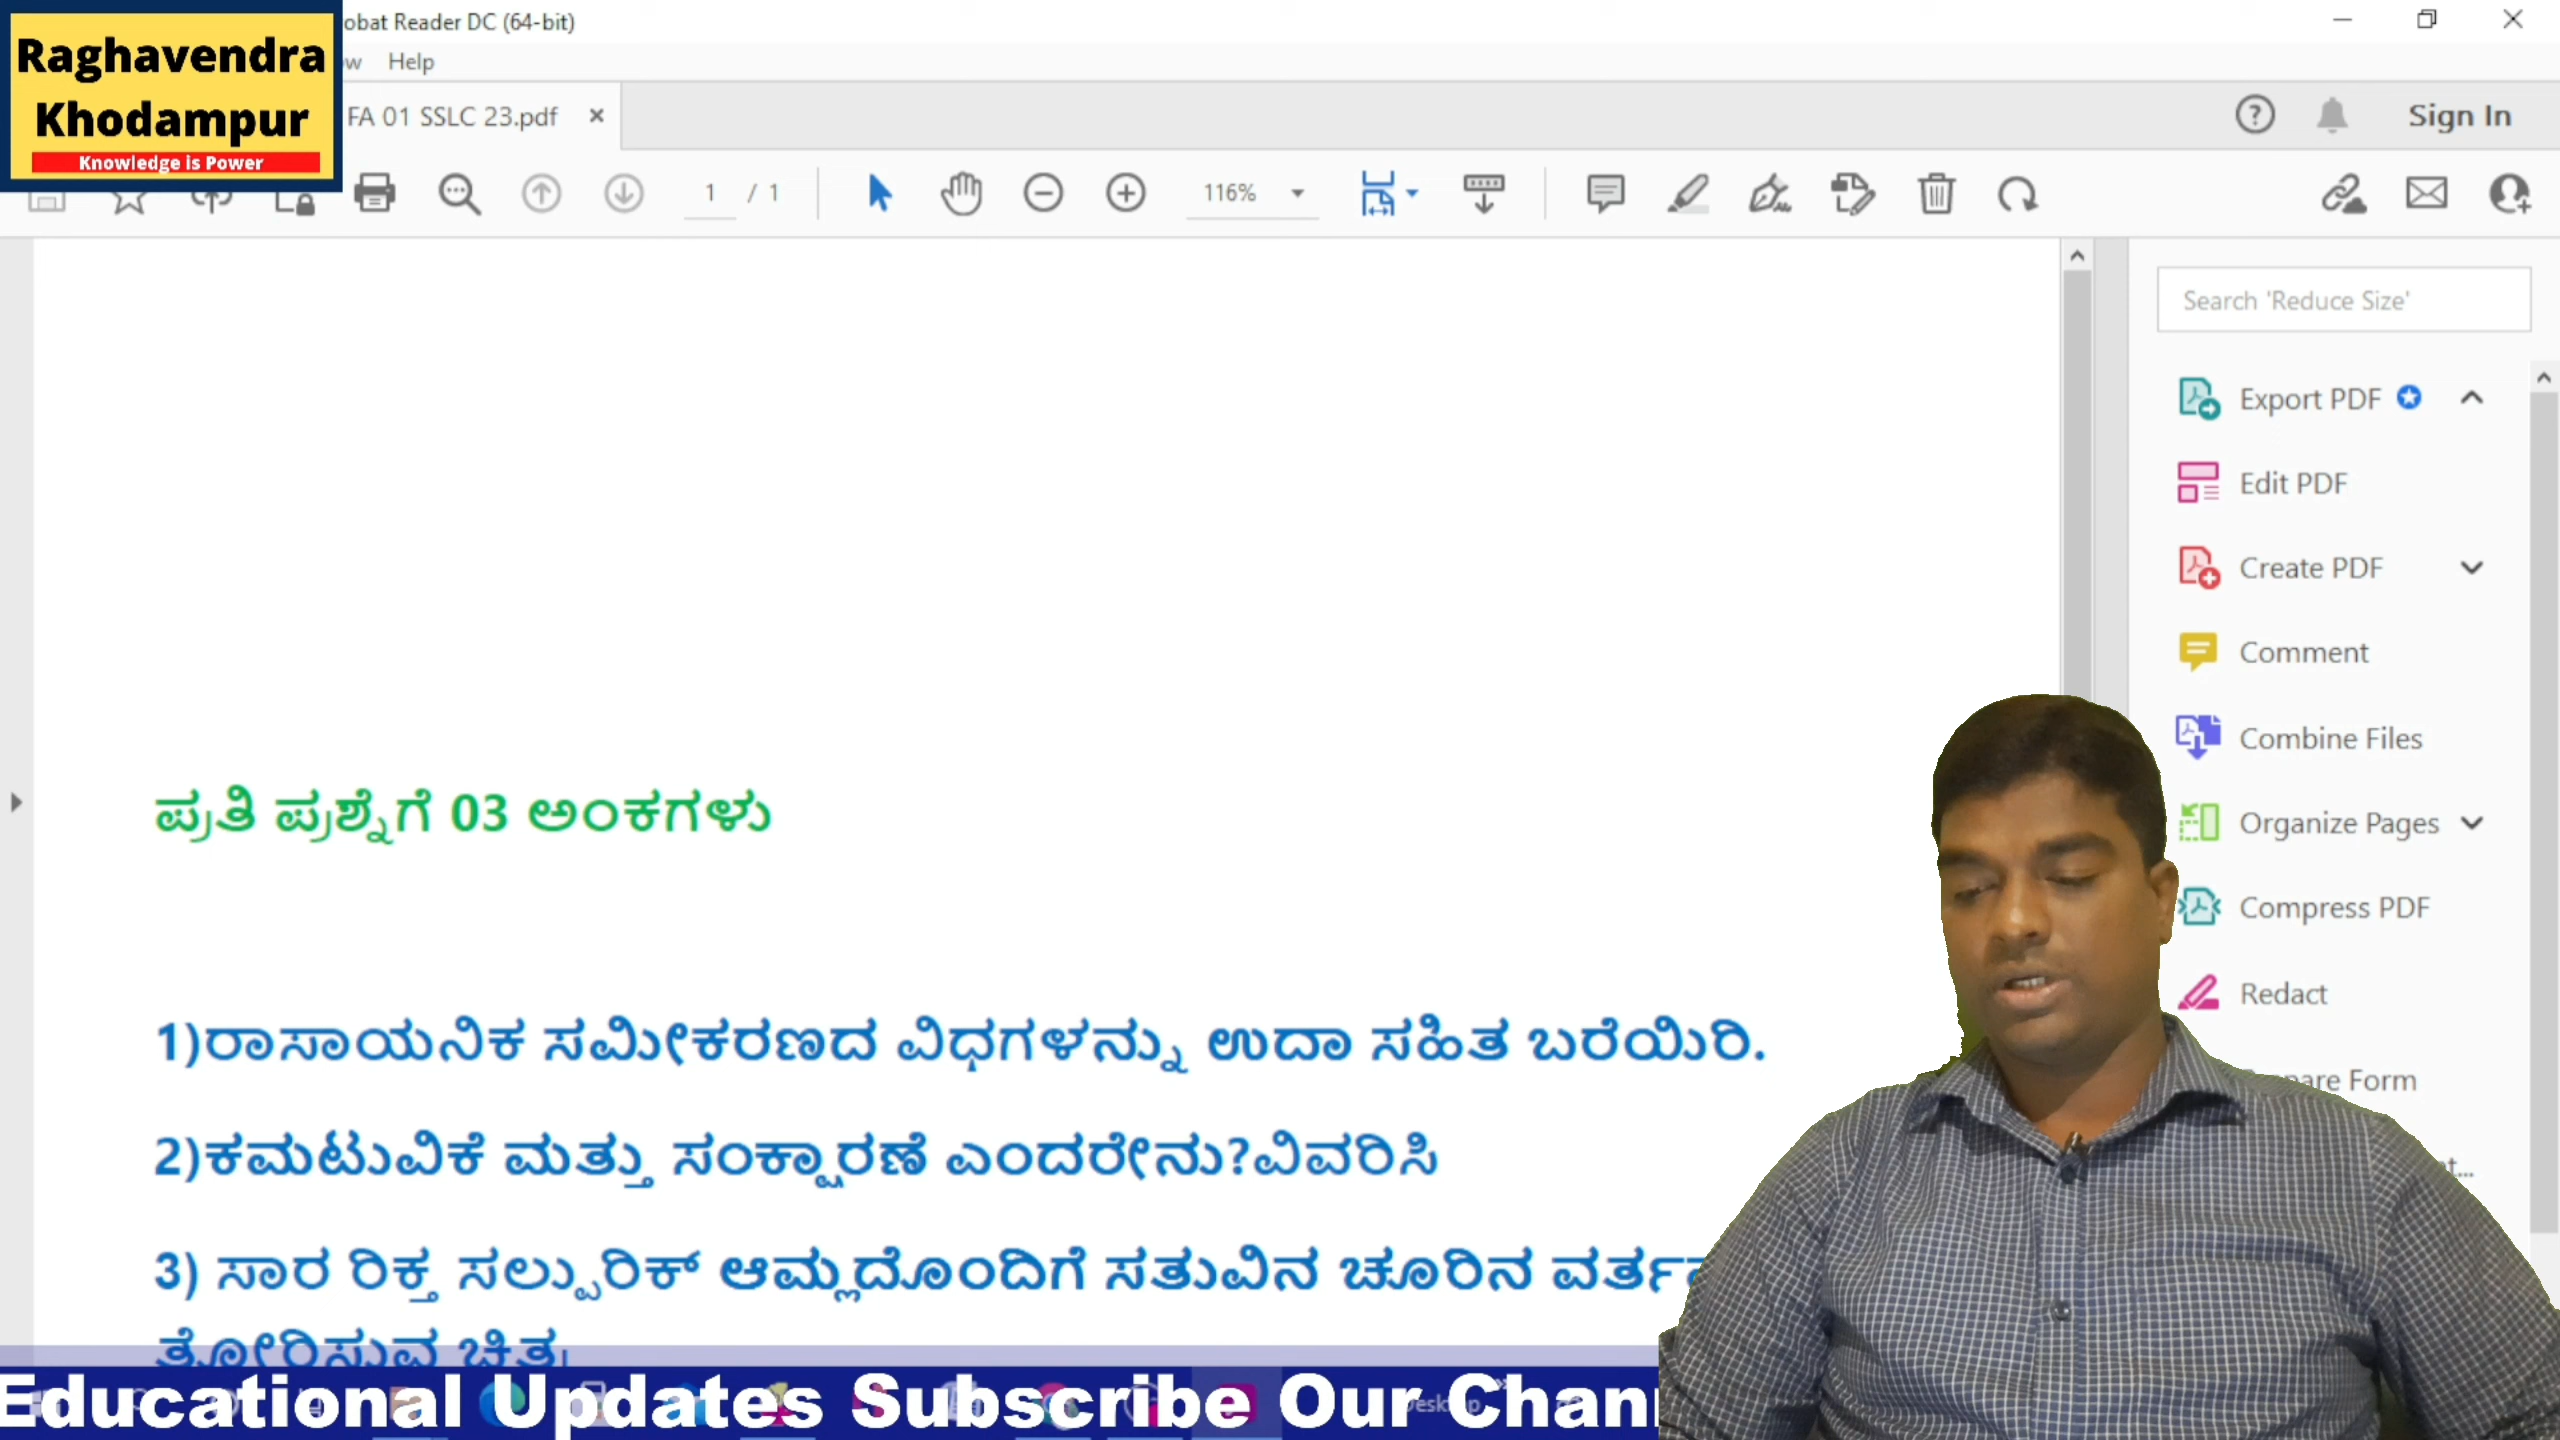 Raghavendra
Khodampur
Knowledge is Power
obat Reader DC (64-bit)
Help
FA 01 SSLC 23.pdf
Sign In
1 / 1
116%
Search 'Reduce Size'
Export PDF
Edit PDF
Create PDF
Comment
Combine Files
Organize Pages
Compress PDF
Redact
pare Form
ಪ್ರತಿ ಪ್ರಶ್ನೆಗೆ 03 ಅಂಕಗಳು
1)ರಾಸಾಯನಿಕ ಸಮೀಕರಣದ ವಿಧಗಳನ್ನು ಉದಾ ಸಹಿತ ಬರೆಯಿರಿ.
2)ಕಮಟುವಿಕೆ ಮತ್ತು ಸಂಕ್ಷಾರಣೆ ಎಂದರೇನು?ವಿವರಿಸಿ
3) ಸಾರ ರಿಕ್ತ ಸಲ್ಪುರಿಕ್ ಆಮ್ಲದೊಂದಿಗೆ ಸತುವಿನ ಚೂರಿನ
ತೋರಿಸುವ ಚಿತ್ರ
Educational Updates Subscribe Our Chan